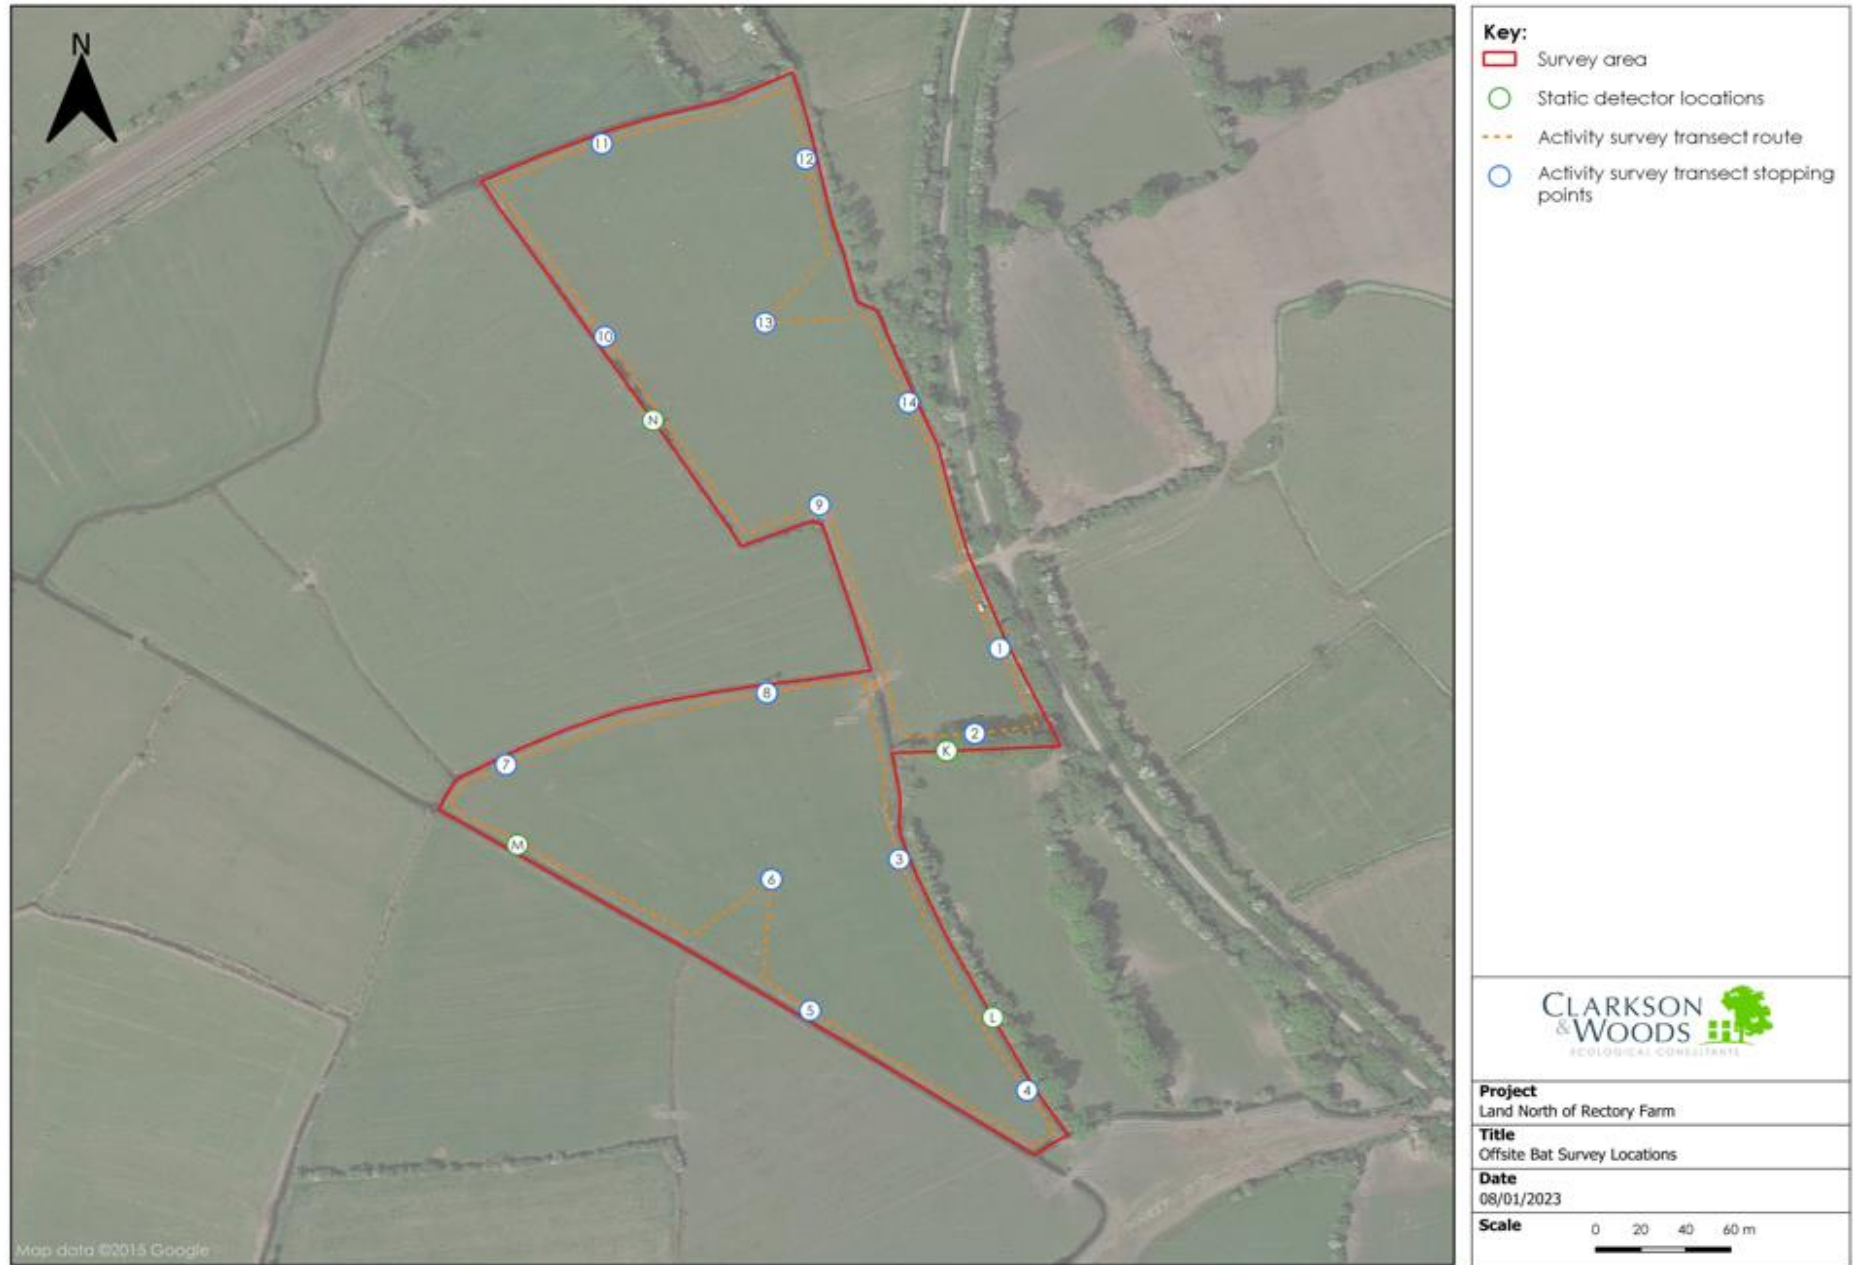 N
11
12
13
10
14
N
9
1
8
2
K
7
3
M
6
L
5
4
Map data ©2015 Google
Key:
Survey area
Static detector locations
Activity survey transect route
Activity survey transect stopping
points
CLARKSON
& WOODS
ECOLOGICAL CONSULTANTS
Project
Land North of Rectory Farm
Title
Offsite Bat Survey Locations
Date
08/01/2023
Scale
0 20 40 60 m